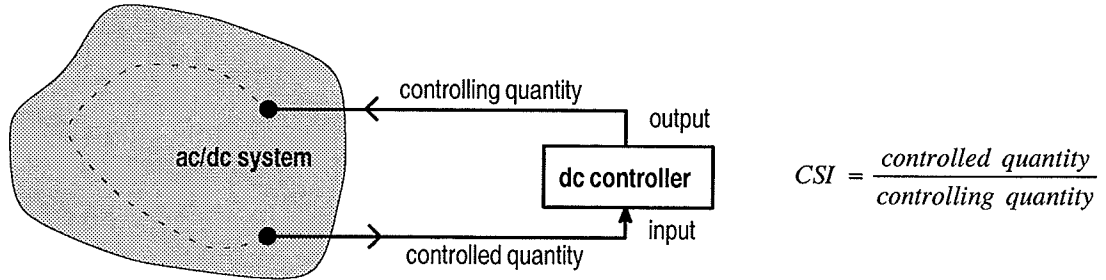 controlling quantity
output
ac/dc system
dc controller
input
controlled quantity
CSI = controlled quantity / controlling quantity